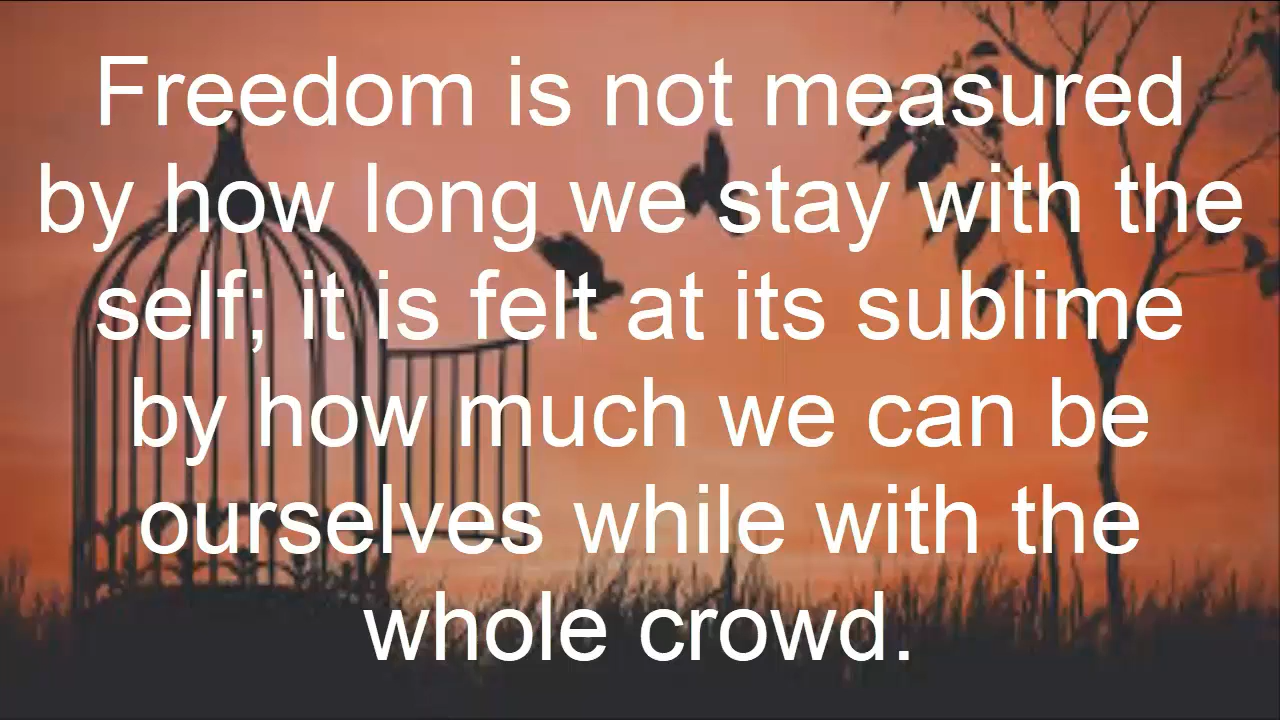 Freedom is not measured
by how long we stay with the
self; it is felt at its sublime
by how much we can be
ourselves while with the
whole crowd.